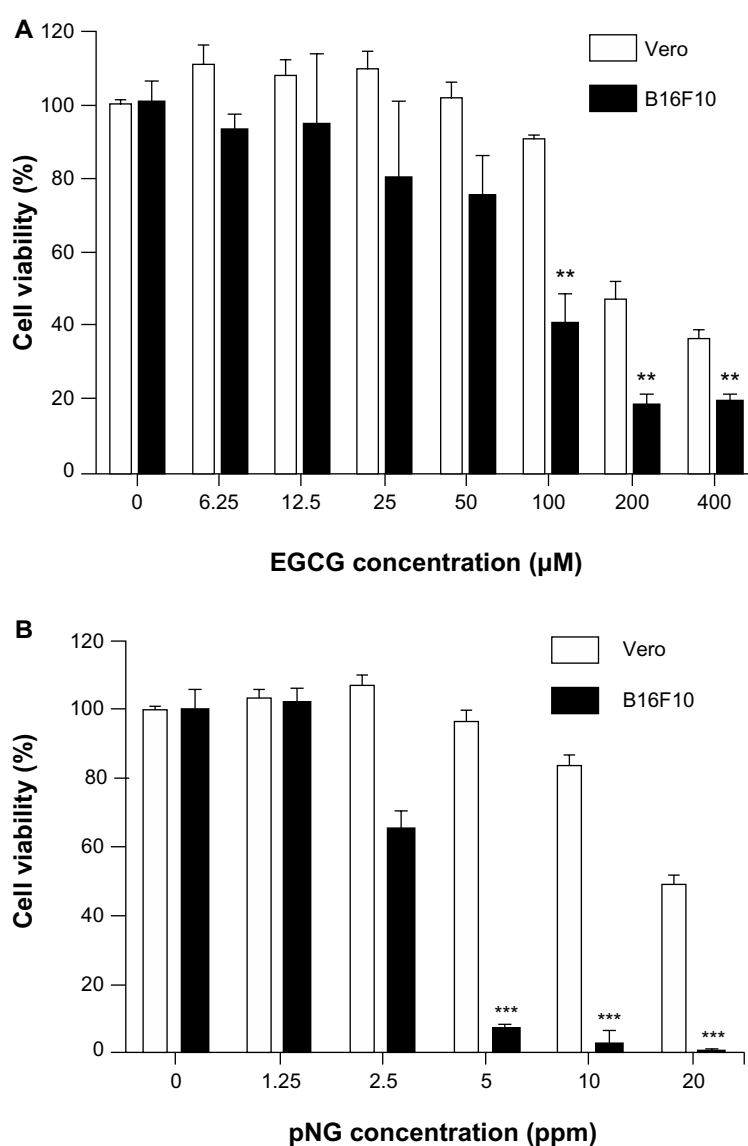 A
120
100
80
60
40
20
0
Cell viability (%)
Vero
B16F10
**
**
**
0 6.25 12.5 25 50 100 200 400
EGCG concentration (µM)
B
120
100
80
60
40
20
0
Cell viability (%)
Vero
B16F10
***
***
***
0 1.25 2.5 5 10 20
pNG concentration (ppm)